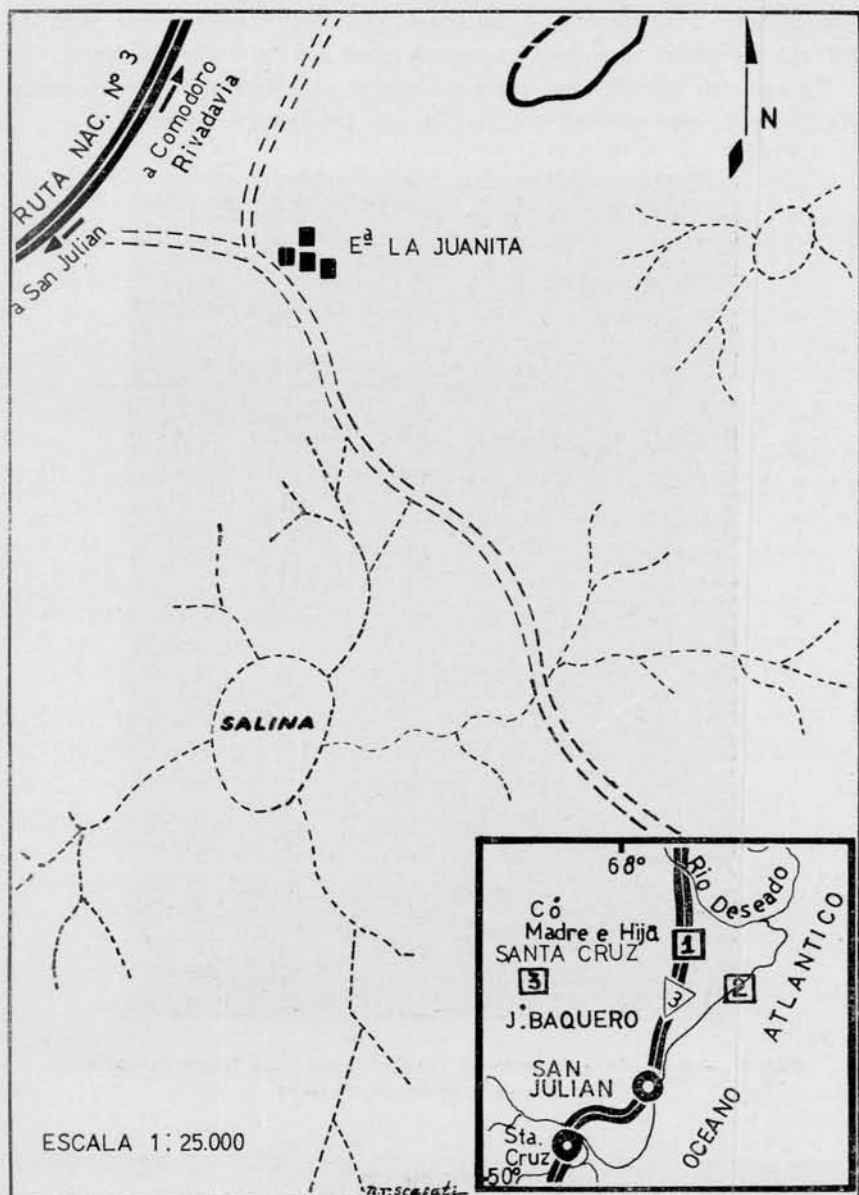 RUTA NAC. Nº 3
a Comodoro
Rivadavia
a San Julian
N
Eª LA JUANITA
SALINA
ESCALA 1:25.000
68°
Rio Deseado
Có
Madre e Hija
SANTA CRUZ
1
2
3
3
J. BAQUERO
ATLANTICO
OCEANO
SAN
JULIAN
Sta.
Cruz
50°